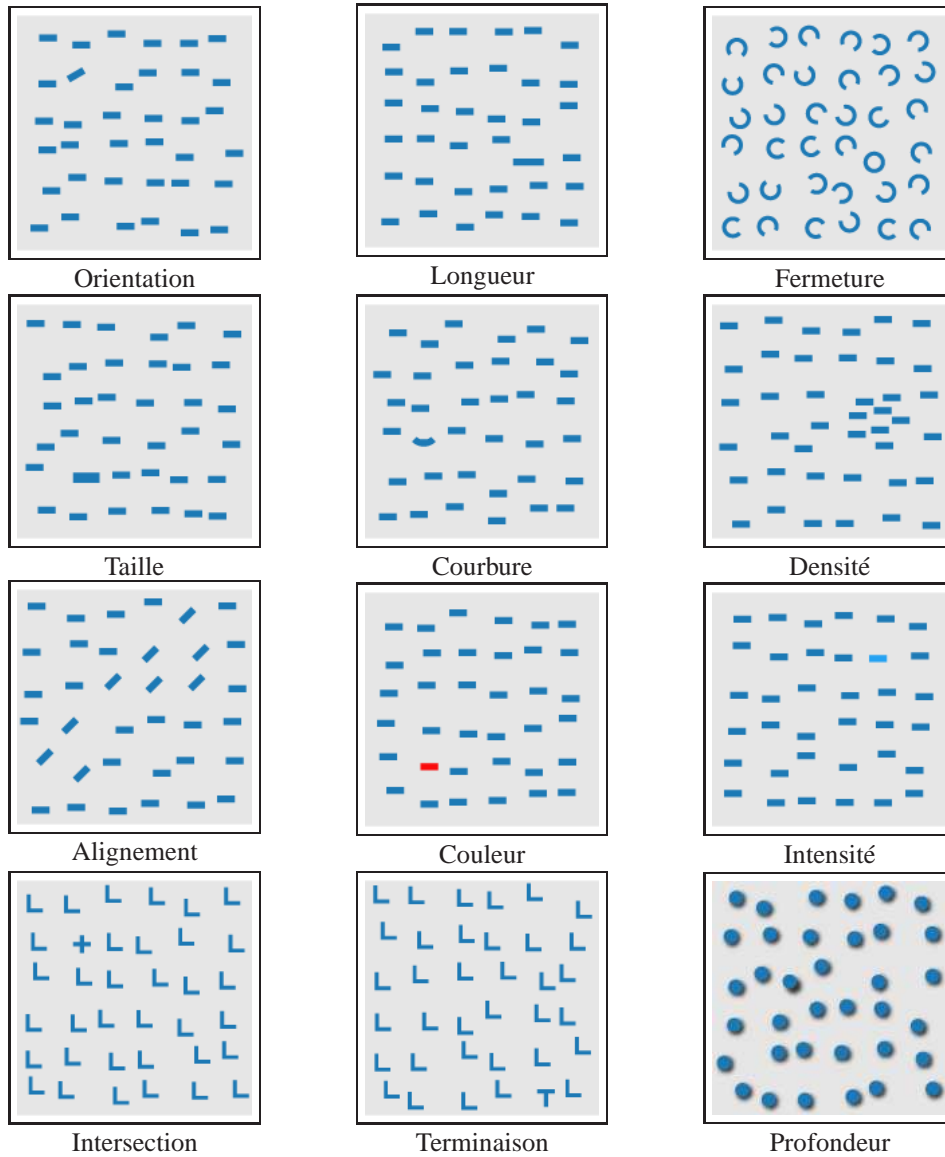 Orientation
Longueur
Fermeture
Taille
Courbure
Densité
Alignement
Couleur
Intensité
Intersection
Terminaison
Profondeur